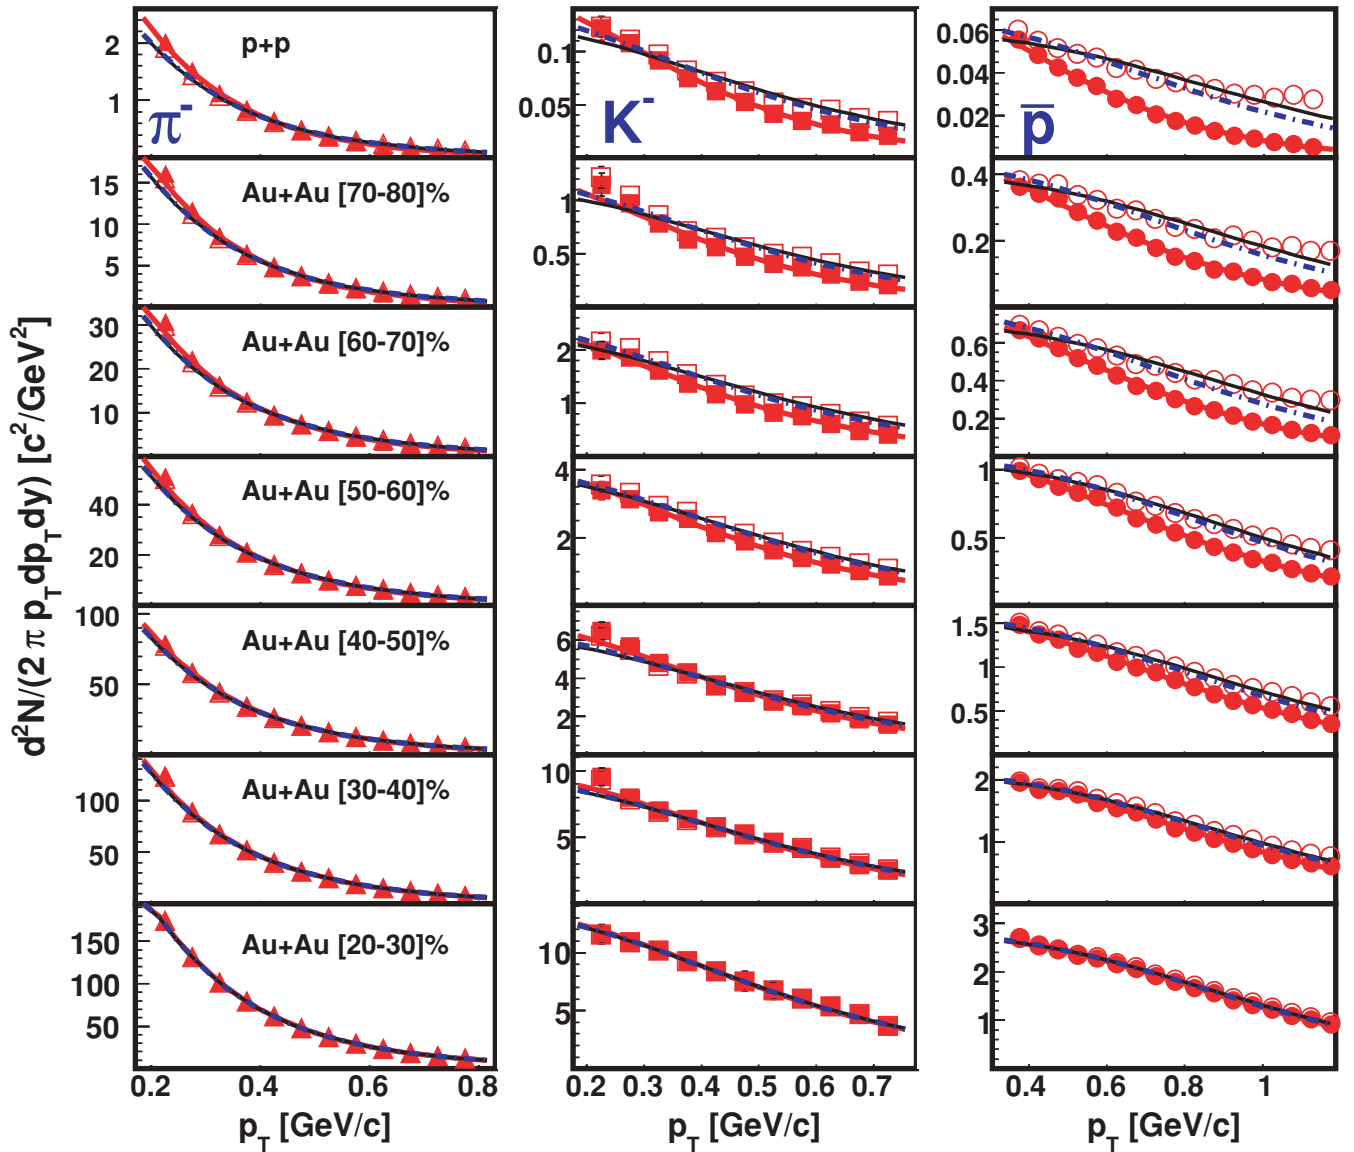 d²N/(2 π p_T dp_T dy) [c²/GeV²]
p+p
π⁻
2
1
K⁻
0.1
0.05
p̅
0.06
0.04
0.02
Au+Au [70-80]%
15
10
5
1
0.5
0.4
0.2
Au+Au [60-70]%
30
20
10
2
1
0.6
0.4
0.2
Au+Au [50-60]%
40
20
4
2
1
0.5
Au+Au [40-50]%
100
50
6
4
2
1.5
1
0.5
Au+Au [30-40]%
100
50
10
5
2
1
Au+Au [20-30]%
150
100
50
10
5
3
2
1
0.2 0.4 0.6 0.8
0.2 0.3 0.4 0.5 0.6 0.7
0.4 0.6 0.8 1
p_T [GeV/c]
p_T [GeV/c]
p_T [GeV/c]